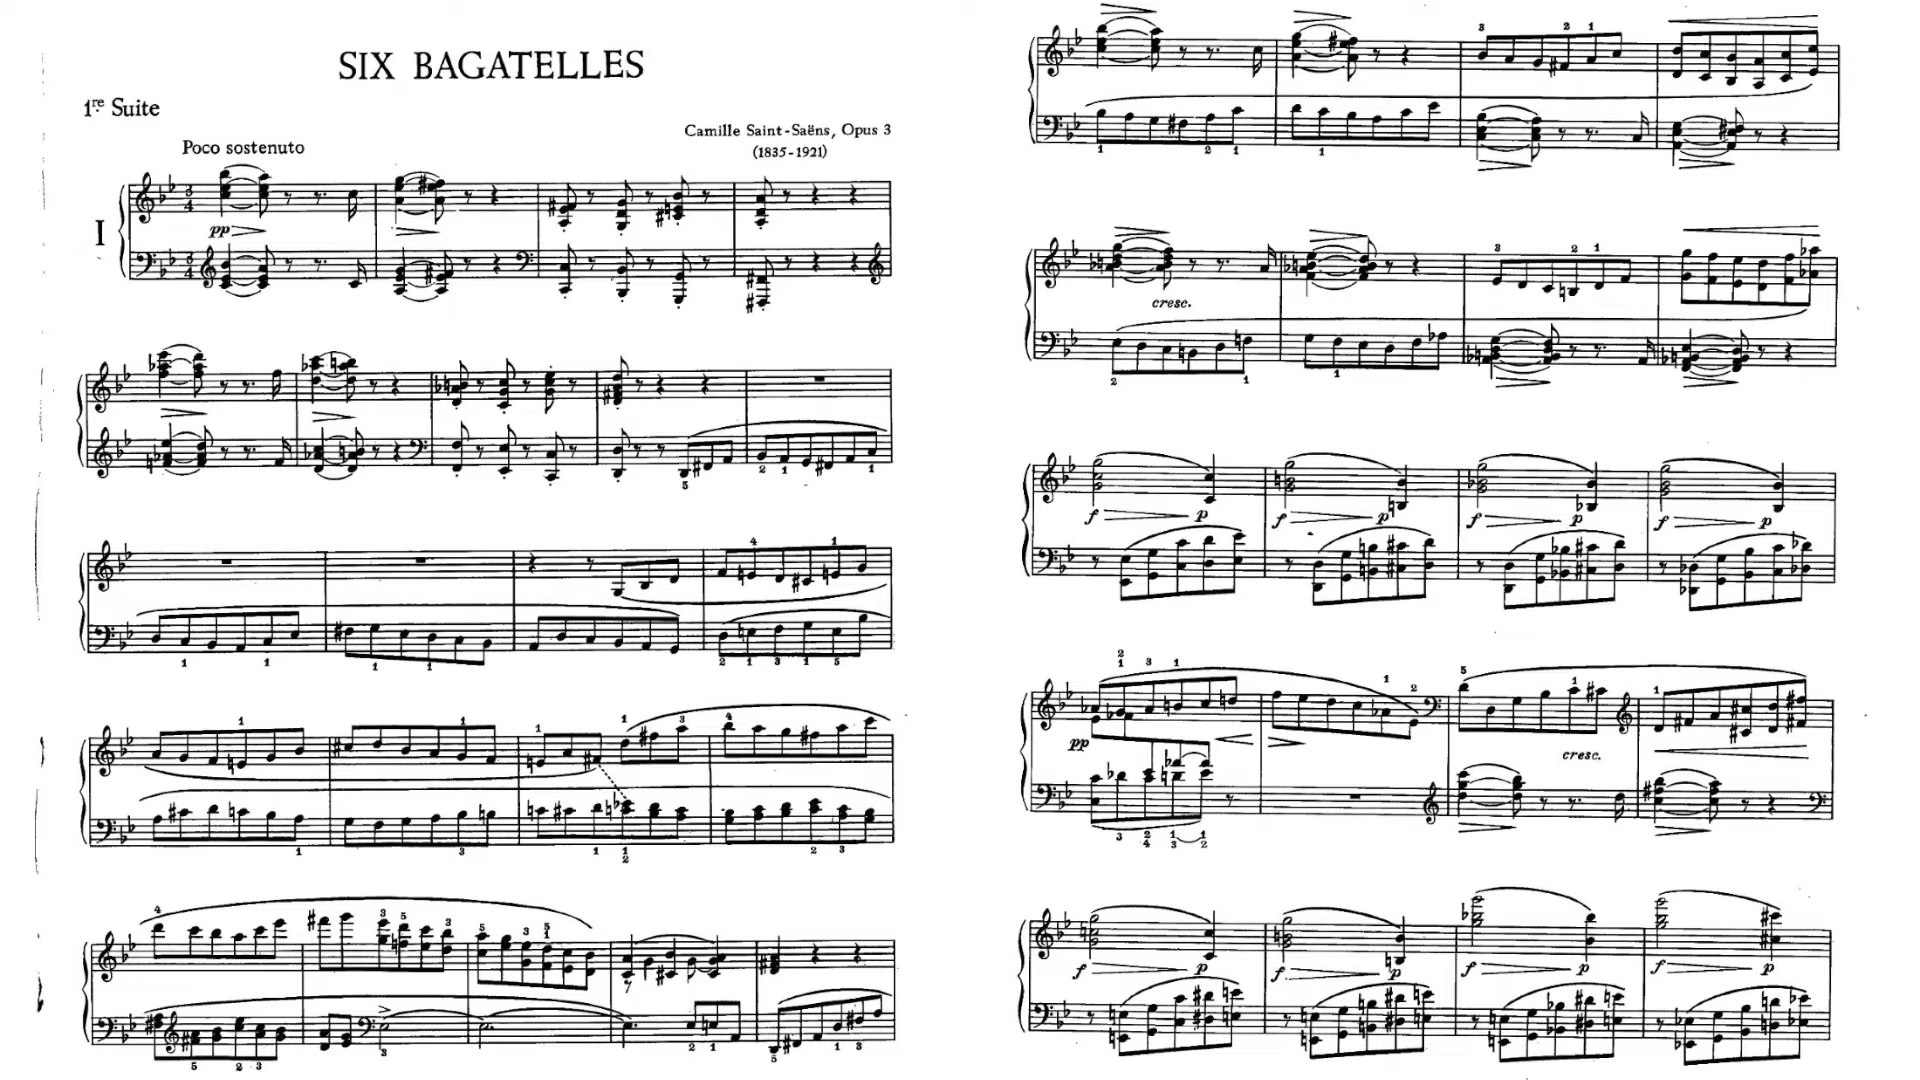 SIX BAGATELLES
1re Suite
Camille Saint-Saëns, Opus 3
(1835-1921)
Poco sostenuto
I
pp
cresc.
f p f p f p f p
pp
cresc.
f p f p f p f p